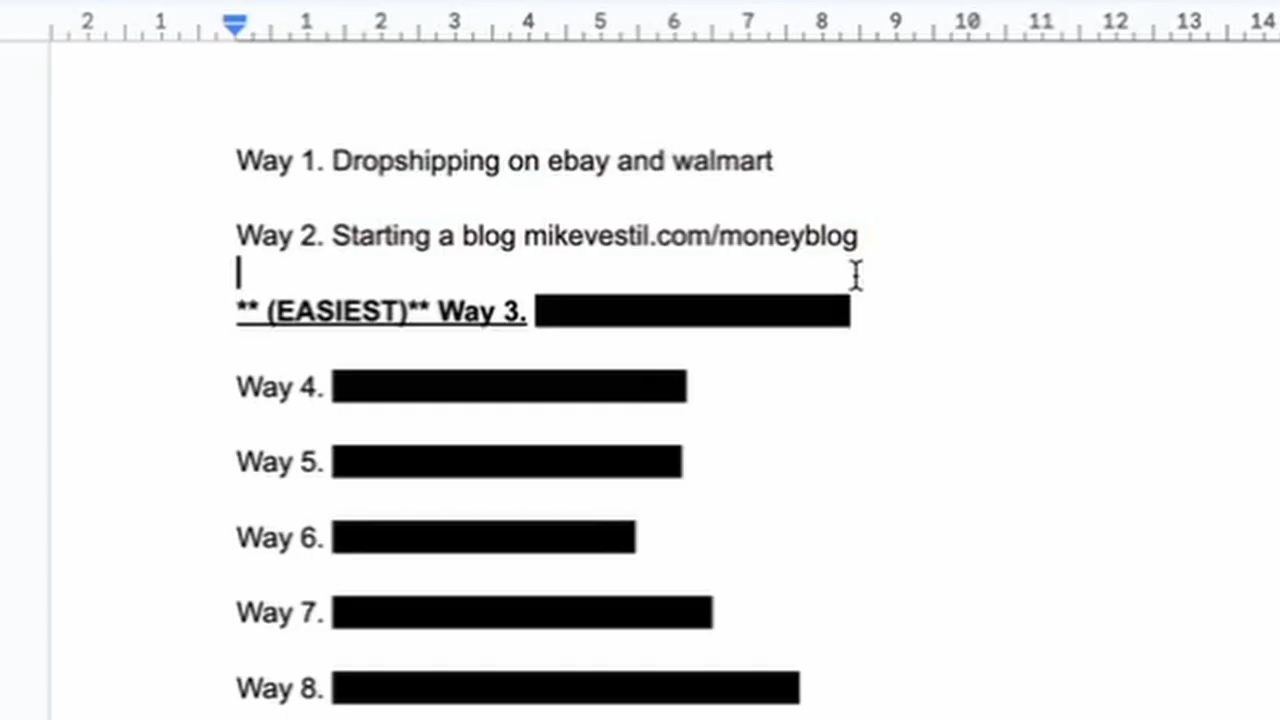 2 1 1 2 3 4 5 6 7 8 9 10 11 12 13 14
Way 1. Dropshipping on ebay and walmart
Way 2. Starting a blog mikevestil.com/moneyblog
** (EASIEST)** Way 3.
Way 4.
Way 5.
Way 6.
Way 7.
Way 8.